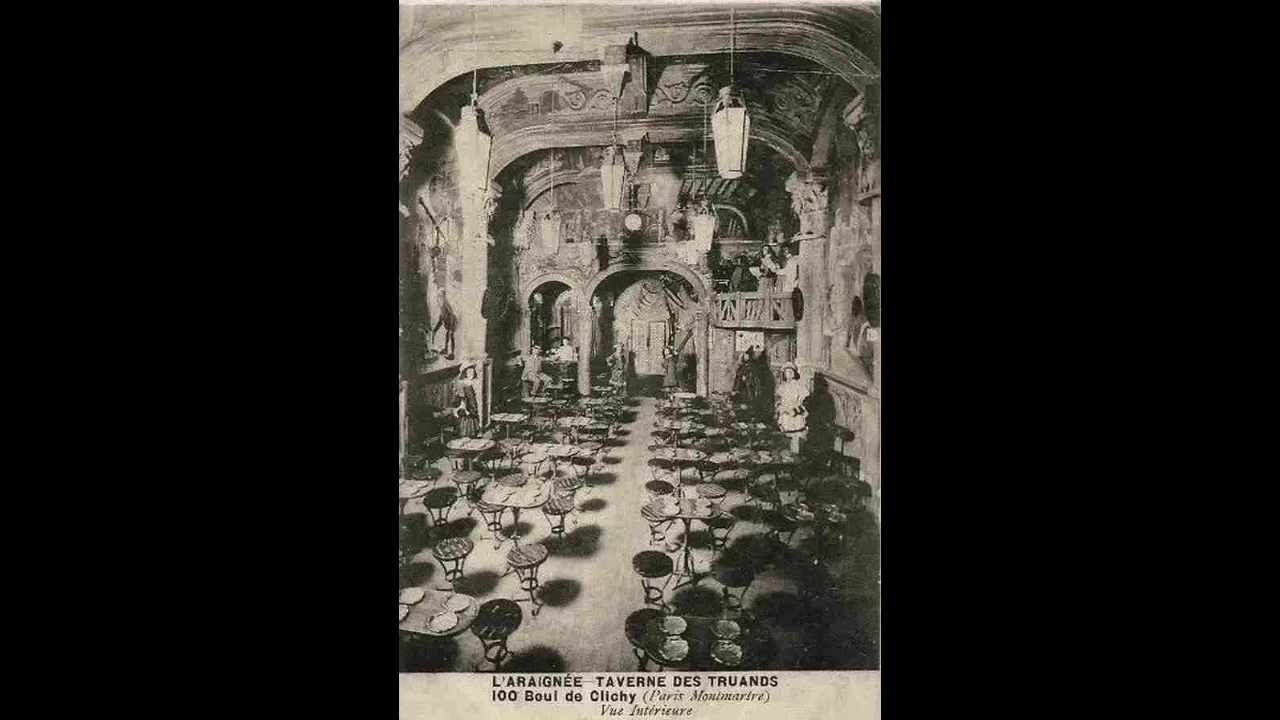 L'ARAIGNÉE TAVERNE DES TRUANDS
100 Boul de Clichy (Paris Montmartre)
Vue Intérieure